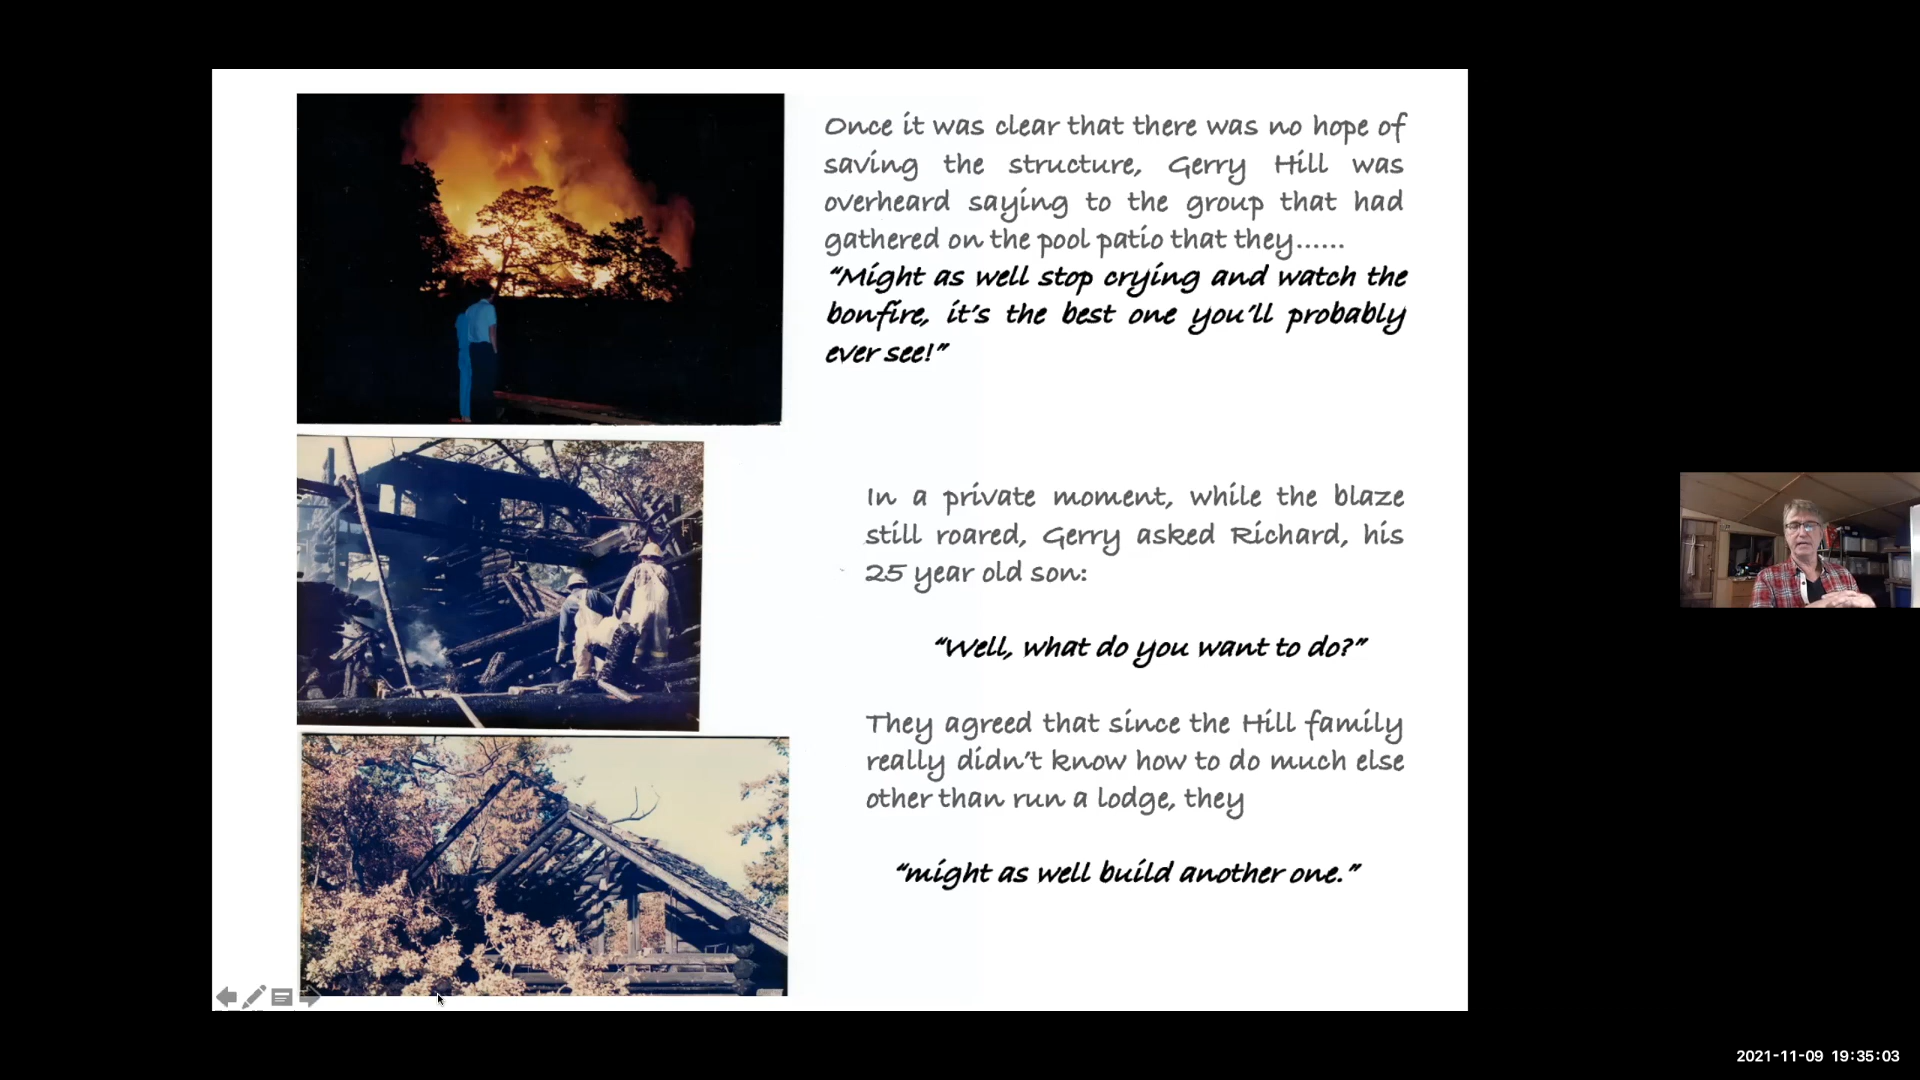 Once it was clear that there was no hope of
saving the structure, Gerry Hill was
overheard saying to the group that had
gathered on the pool patio that they......
“Might as well stop crying and watch the
bonfire, it’s the best one you’ll probably
ever see!”
In a private moment, while the blaze
still roared, Gerry asked Richard, his
25 year old son:
“Well, what do you want to do?”
They agreed that since the Hill family
really didn’t know how to do much else
other than run a lodge, they
“might as well build another one.”
2021-11-09 19:35:03